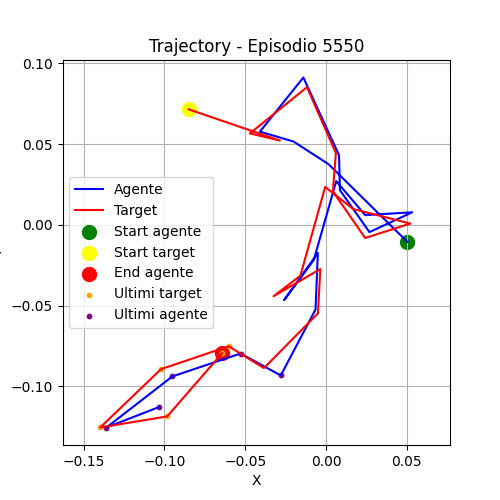 Trajectory - Episodio 5550
0.10
0.05
0.00
−0.05
−0.10
Agente
Target
Start agente
Start target
End agente
Ultimi target
Ultimi agente
−0.15
−0.10
−0.05
0.00
0.05
X